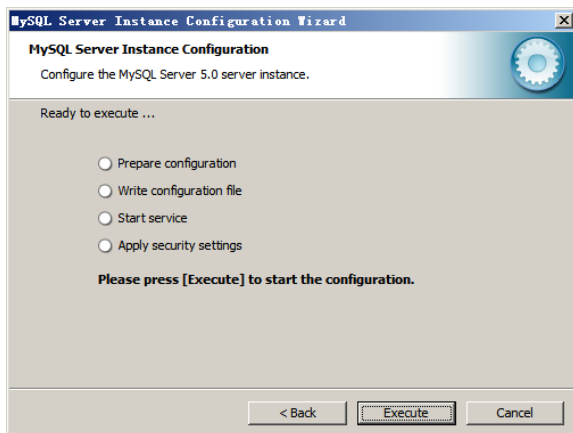 MySQL Server Instance Configuration Wizard
MySQL Server Instance Configuration
Configure the MySQL Server 5.0 server instance.
Ready to execute ...
Prepare configuration
Write configuration file
Start service
Apply security settings
Please press [Execute] to start the configuration.
< Back
Execute
Cancel